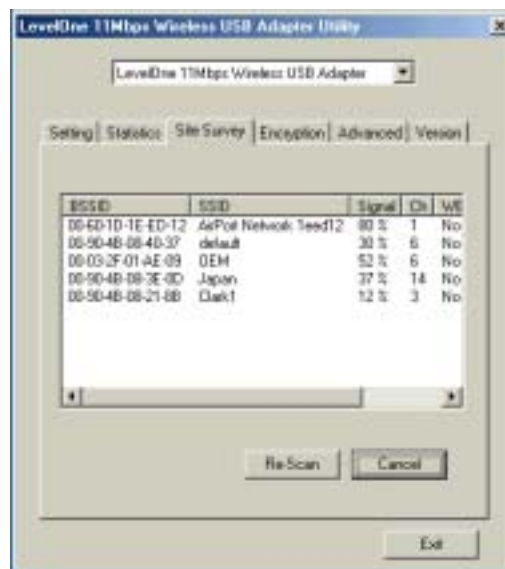 LevelOne 11Mbps Wireless USB Adapter Utility
LevelOne 11Mbps Wireless USB Adapter
Setting Statistics Site Survey Encryption Advanced Version
BSSID SSID Signal Ch WE
00-60-1D-1E-ED-12 AirPort Network 1eed12 80 % 1 No
00-90-4B-08-40-37 default 30 % 6 No
00-03-2F-01-AE-09 OEM 52 % 6 No
00-90-4B-08-3E-0D Japan 37 % 14 No
00-90-4B-08-21-8B Clark1 12 % 3 No
Re-Scan Cancel
Exit